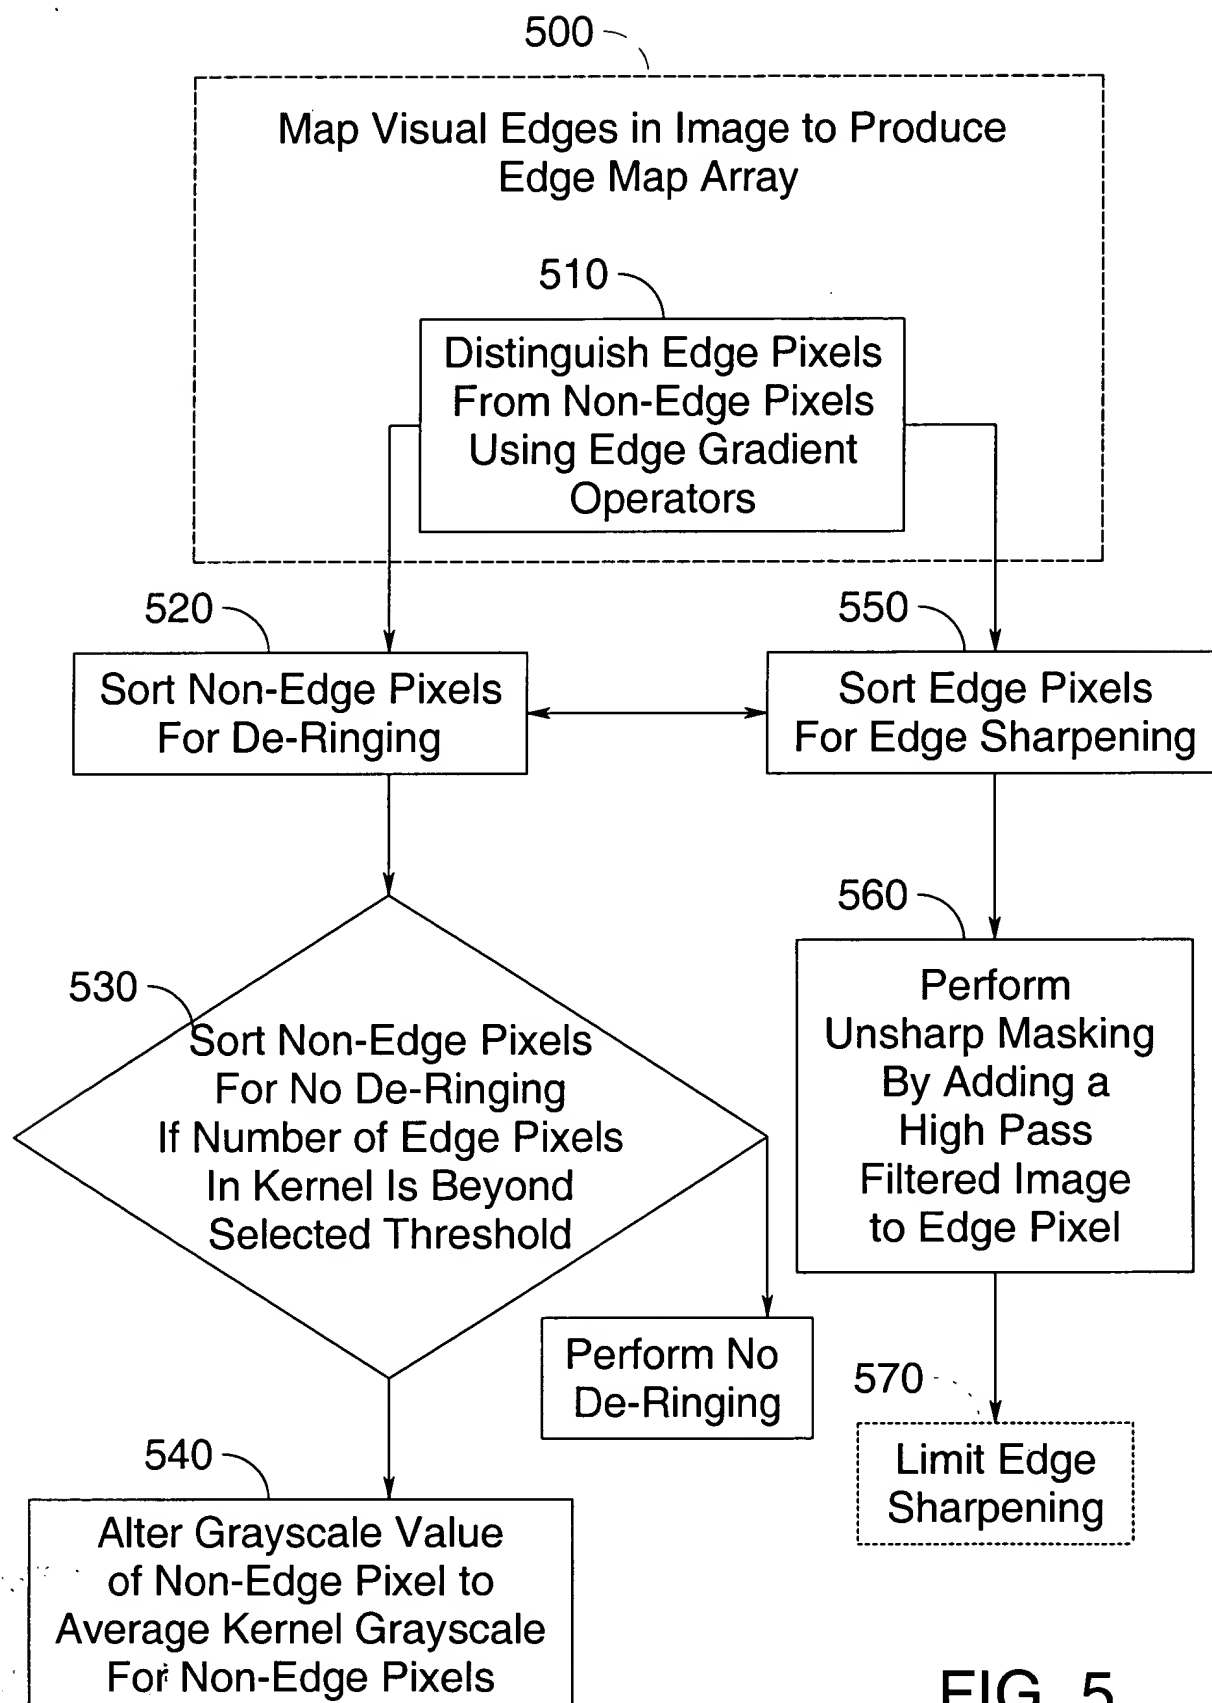 500
Map Visual Edges in Image to Produce
Edge Map Array
510
Distinguish Edge Pixels
From Non-Edge Pixels
Using Edge Gradient
Operators
520
Sort Non-Edge Pixels
For De-Ringing
550
Sort Edge Pixels
For Edge Sharpening
530
Sort Non-Edge Pixels
For No De-Ringing
If Number of Edge Pixels
In Kernel Is Beyond
Selected Threshold
560
Perform
Unsharp Masking
By Adding a
High Pass
Filtered Image
to Edge Pixel
Perform No
De-Ringing
570
Limit Edge
Sharpening
540
Alter Grayscale Value
of Non-Edge Pixel to
Average Kernel Grayscale
For Non-Edge Pixels
FIG. 5